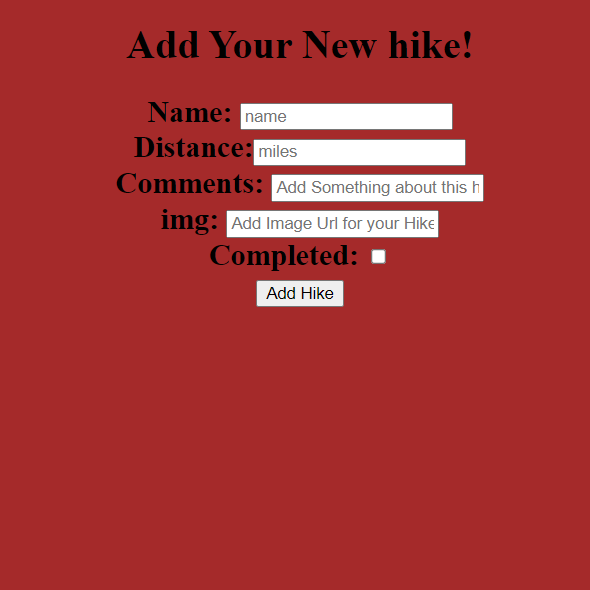 Add Your New hike!
Name: name
Distance: miles
Comments: Add Something about this h
img: Add Image Url for your Hike
Completed:
Add Hike